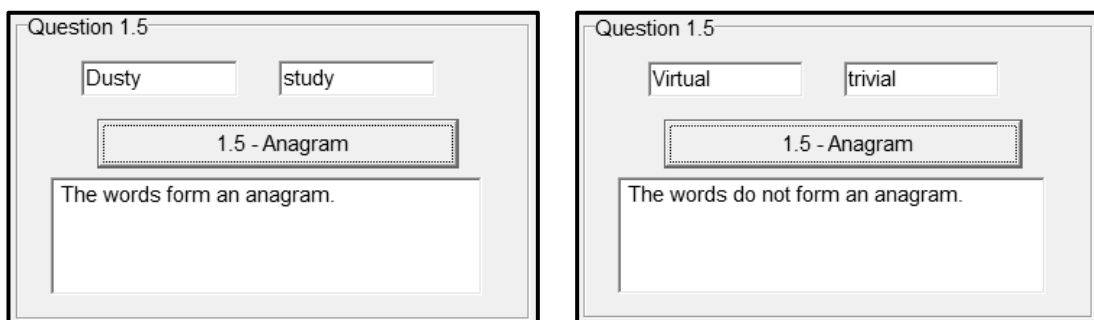 Question 1.5
Dusty study
1.5 - Anagram
The words form an anagram.
Question 1.5
Virtual trivial
1.5 - Anagram
The words do not form an anagram.